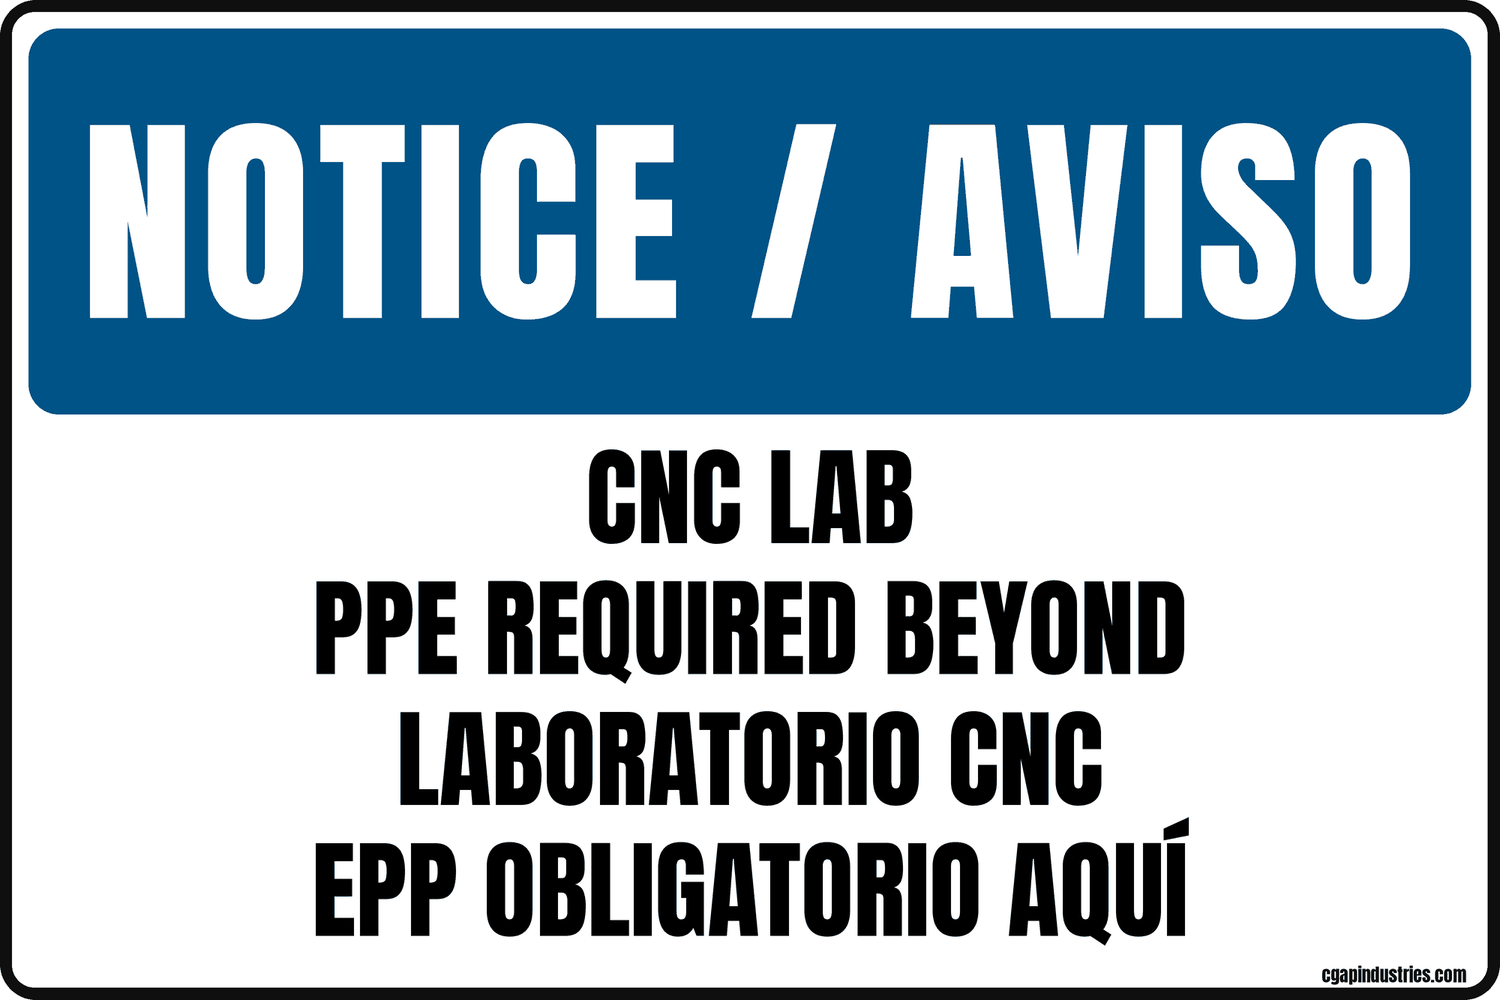 NOTICE / AVISO
CNC LAB
PPE REQUIRED BEYOND
LABORATORIO CNC
EPP OBLIGATORIO AQUÍ
cgapindustries.com